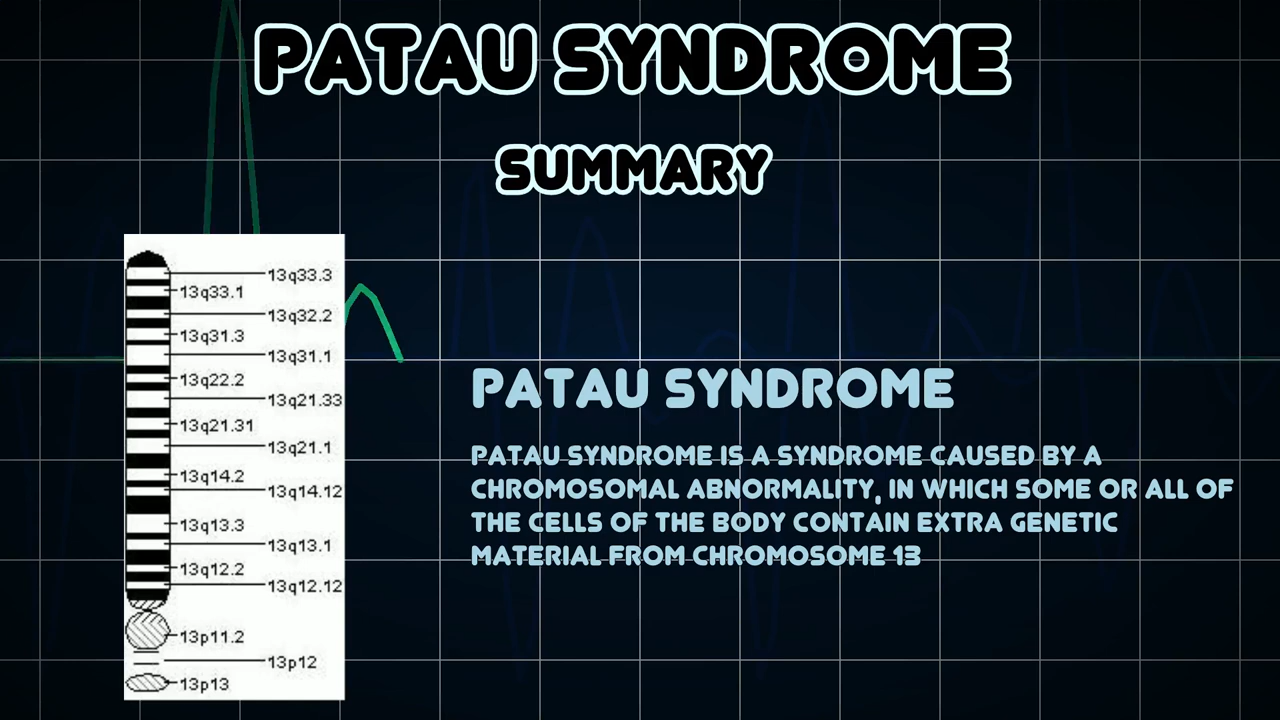 PATAU SYNDROME
SUMMARY
13q33.3
13q33.1
13q32.2
13q31.3
13q31.1
13q22.2
13q21.33
13q21.31
13q21.1
13q14.2
13q14.12
13q13.3
13q13.1
13q12.2
13q12.12
13p11.2
13p12
13p13
PATAU SYNDROME
PATAU SYNDROME IS A SYNDROME CAUSED BY A
CHROMOSOMAL ABNORMALITY, IN WHICH SOME OR ALL OF
THE CELLS OF THE BODY CONTAIN EXTRA GENETIC
MATERIAL FROM CHROMOSOME 13